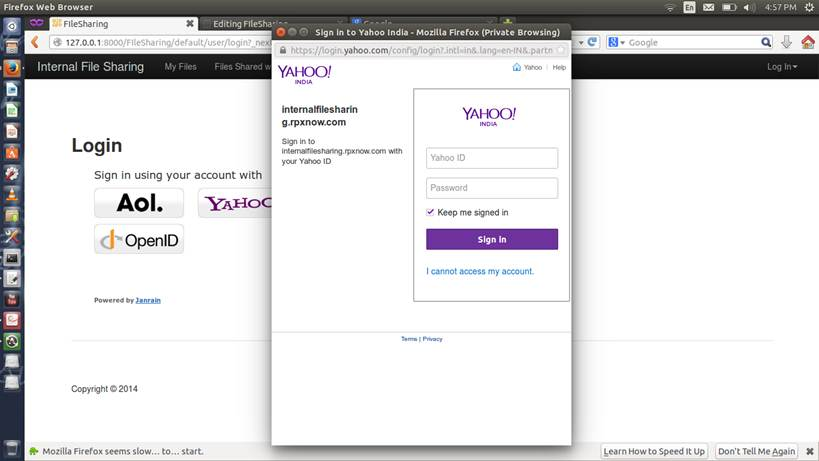 Firefox Web Browser
En
4:57 PM
FIleSharing
Editing FIleSharing
Google
127.0.0.1:8000/FIleSharing/default/user/login?_nex
Google
Internal File Sharing
My Files
Files Shared w
Log In
Login
Sign in using your account with
Aol.
YAHOO
OpenID
Powered by Janrain
Copyright © 2014
Sign in to Yahoo India - Mozilla Firefox (Private Browsing)
https://login.yahoo.com/config/login?.intl=in&.lang=en-IN&.partn
YAHOO!
INDIA
Yahoo
Help
internalfilesharin
g.rpxnow.com
Sign in to
internalfilesharing.rpxnow.com with
your Yahoo ID
YAHOO!
INDIA
Yahoo ID
Password
Keep me signed in
Sign in
I cannot access my account.
Terms | Privacy
Mozilla Firefox seems slow... to... start.
Learn How to Speed It Up
Don't Tell Me Again